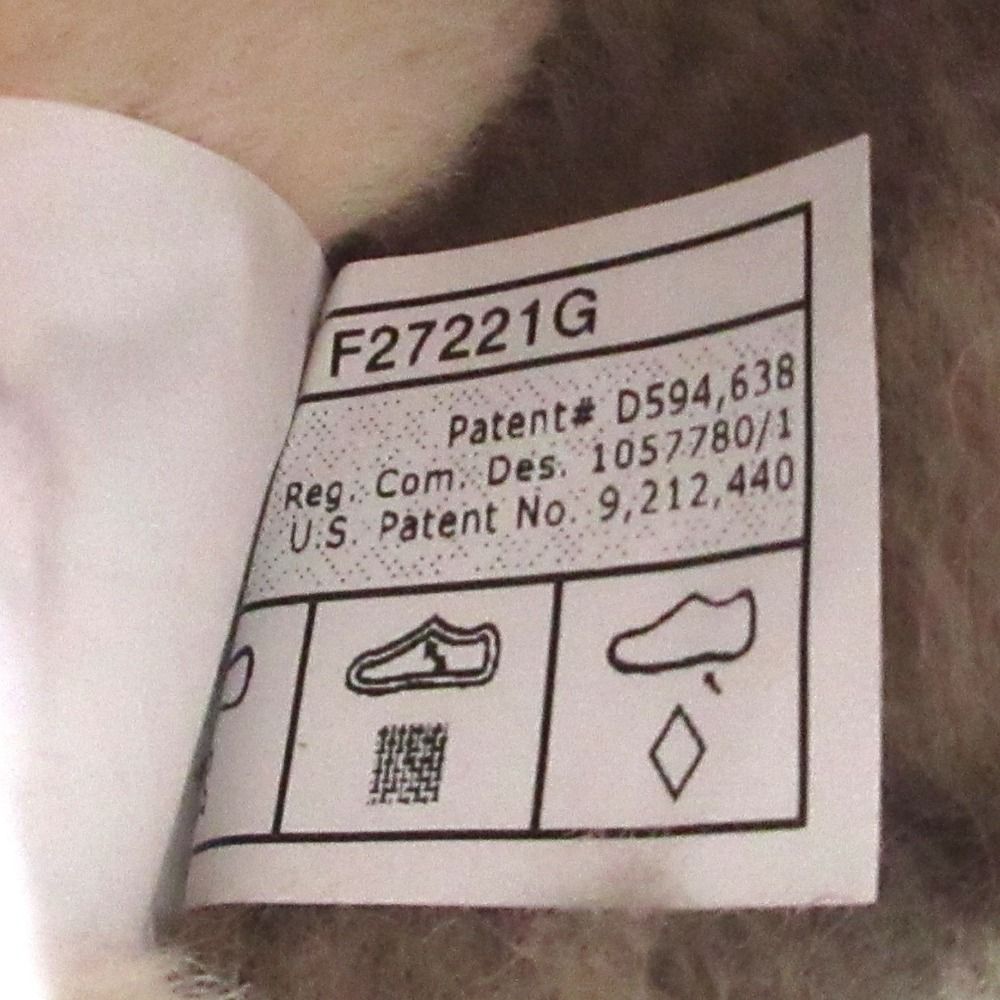 F27221G
Patent# D594,638
Reg. Com. Des. 1057780/1
U.S. Patent No. 9,212,440